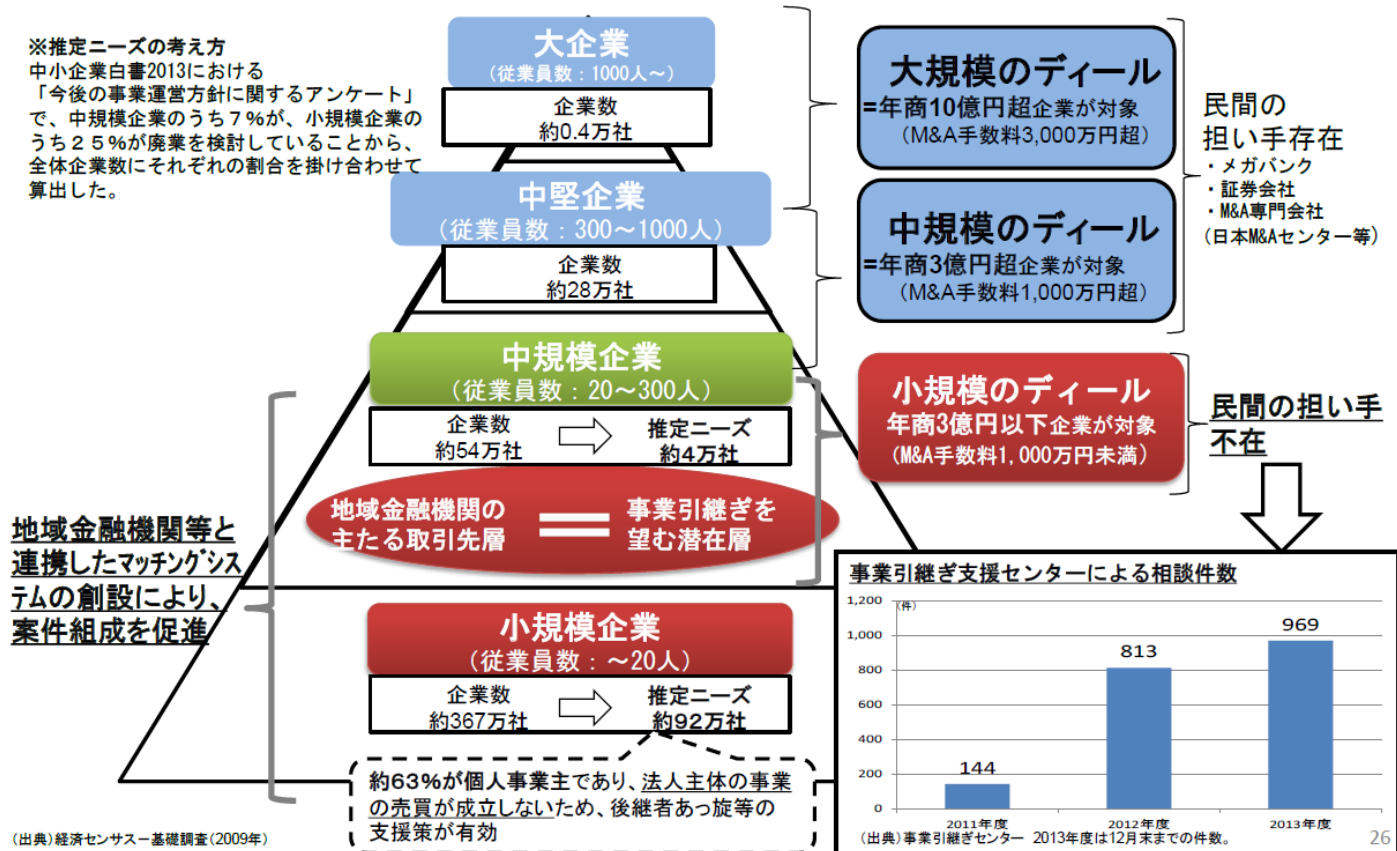 ※推定ニーズの考え方
中小企業白書2013における
「今後の事業運営方針に関するアンケート」
で、中規模企業のうち7%が、小規模企業の
うち25%が廃業を検討していることから、
全体企業数にそれぞれの割合を掛け合わせて
算出した。
大企業
(従業員数:1000人~)
企業数
約0.4万社
中堅企業
(従業員数:300~1000人)
企業数
約28万社
中規模企業
(従業員数:20~300人)
企業数
約54万社
推定ニーズ
約4万社
地域金融機関の
主たる取引先層
=
事業引継ぎを
望む潜在層
小規模企業
(従業員数:~20人)
企業数
約367万社
推定ニーズ
約92万社
約63%が個人事業主であり、法人主体の事業
の売買が成立しないため、後継者あっ旋等の
支援策が有効
地域金融機関等と
連携したマッチングシス
テムの創設により、
案件組成を促進
(出典)経済センサスー基礎調査(2009年)
大規模のディール
=年商10億円超企業が対象
(M&A手数料3,000万円超)
中規模のディール
=年商3億円超企業が対象
(M&A手数料1,000万円超)
民間の
担い手存在
・メガバンク
・証券会社
・M&A専門会社
(日本M&Aセンター等)
小規模のディール
年商3億円以下企業が対象
(M&A手数料1,000万円未満)
民間の担い手
不在
事業引継ぎ支援センターによる相談件数
(件)
1,200
1,000
800
600
400
200
0
144
813
969
2011年度
2012年度
2013年度
(出典)事業引継ぎセンター 2013年度は12月末までの件数。
26